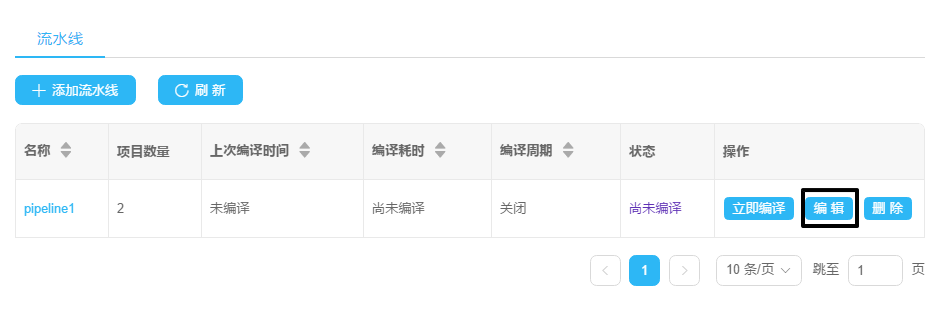 流水线
添加流水线 刷 新
名称 项目数量 上次编译时间 编译耗时 编译周期 状态 操作
pipeline1 2 未编译 尚未编译 关闭 尚未编译 立即编译 编 辑 删 除
1 10 条/页 跳至 1 页